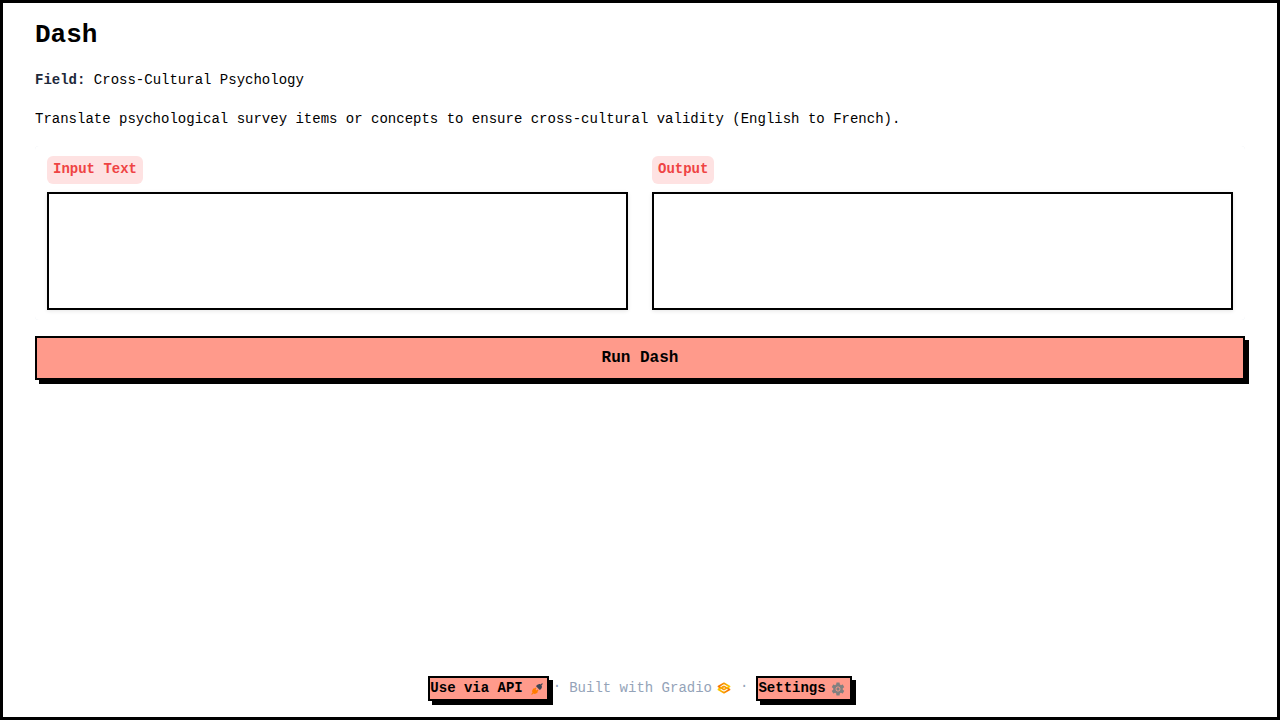 Dash
Field: Cross-Cultural Psychology
Translate psychological survey items or concepts to ensure cross-cultural validity (English to French).
Input Text
Output
Run Dash
Use via API
· Built with Gradio ·
Settings